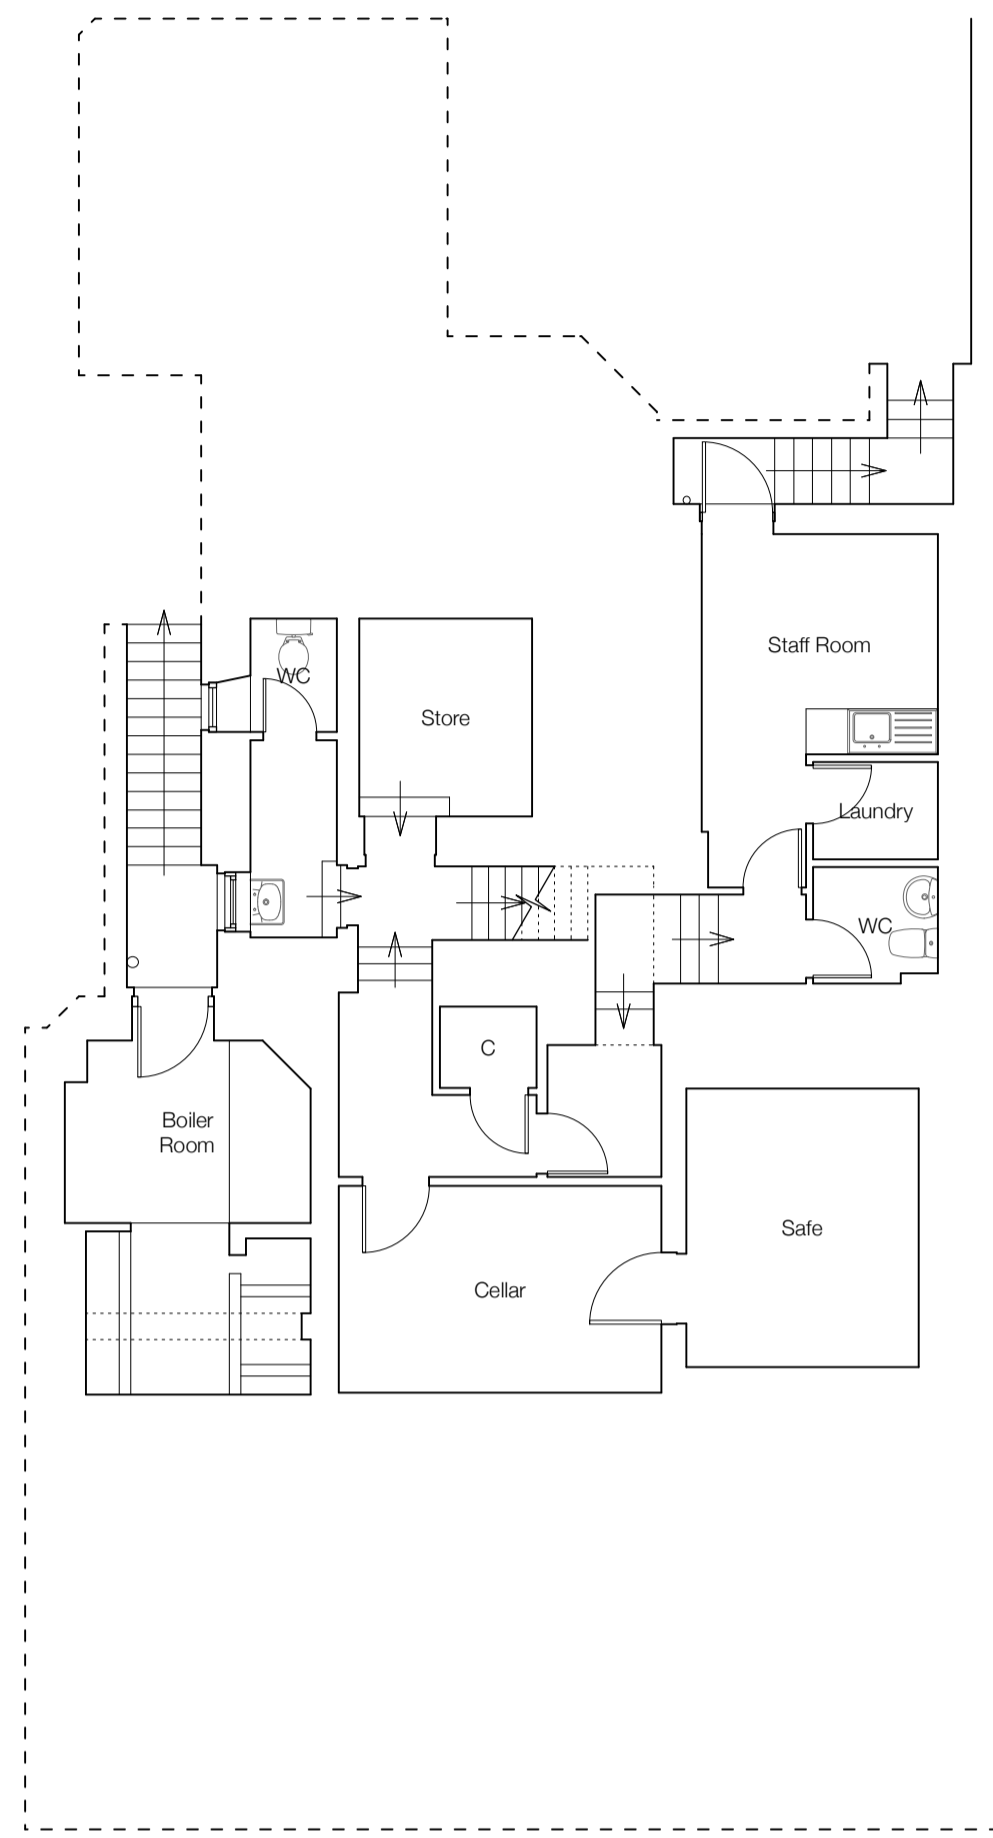 Staff Room
WC
Store
Laundry
WC
C
Boiler
Room
Safe
Cellar